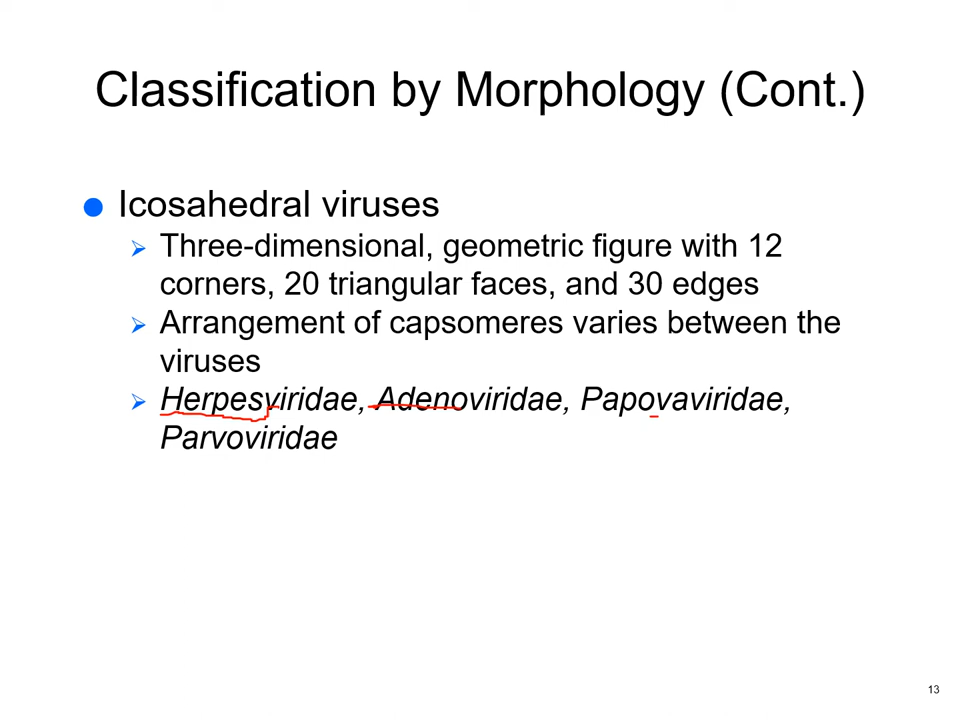 Classification by Morphology (Cont.)
Icosahedral viruses
Three-dimensional, geometric figure with 12
corners, 20 triangular faces, and 30 edges
Arrangement of capsomeres varies between the
viruses
Herpesviridae, Adenoviridae, Papovaviridae,
Parvoviridae
13